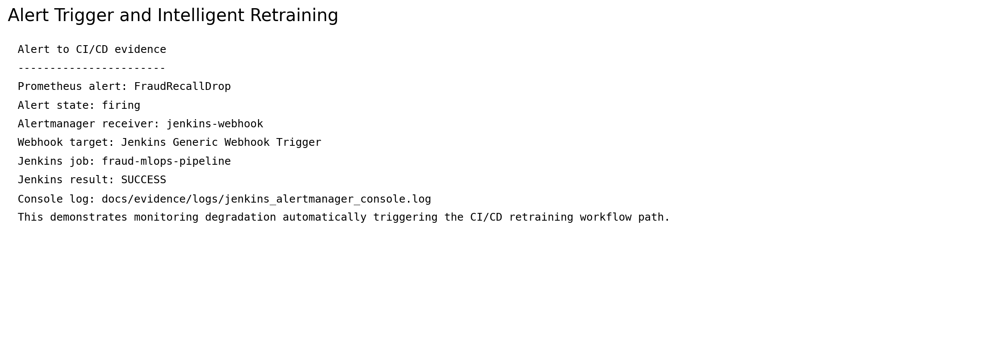 Alert Trigger and Intelligent Retraining
Alert to CI/CD evidence
-----------------------
Prometheus alert: FraudRecallDrop
Alert state: firing
Alertmanager receiver: jenkins-webhook
Webhook target: Jenkins Generic Webhook Trigger
Jenkins job: fraud-mlops-pipeline
Jenkins result: SUCCESS
Console log: docs/evidence/logs/jenkins_alertmanager_console.log
This demonstrates monitoring degradation automatically triggering the CI/CD retraining workflow path.